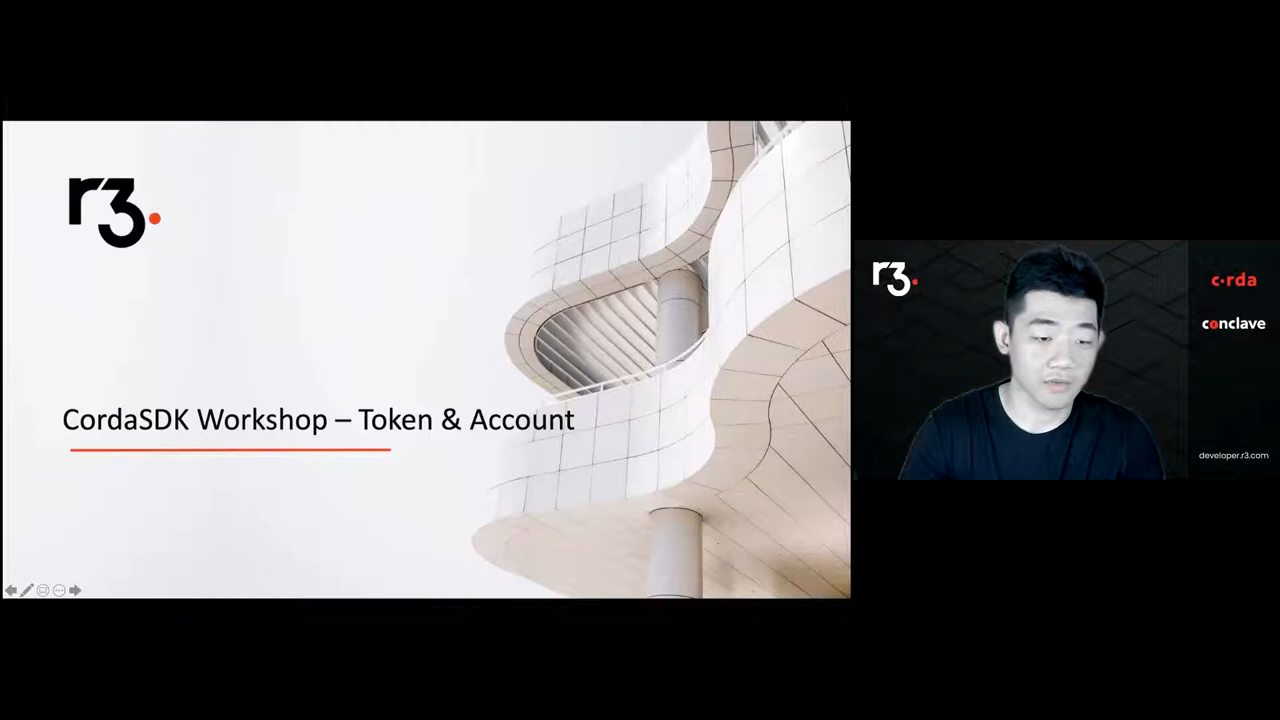 r3.
CordaSDK Workshop – Token & Account
r3.
c·rda
conclave
developer.r3.com